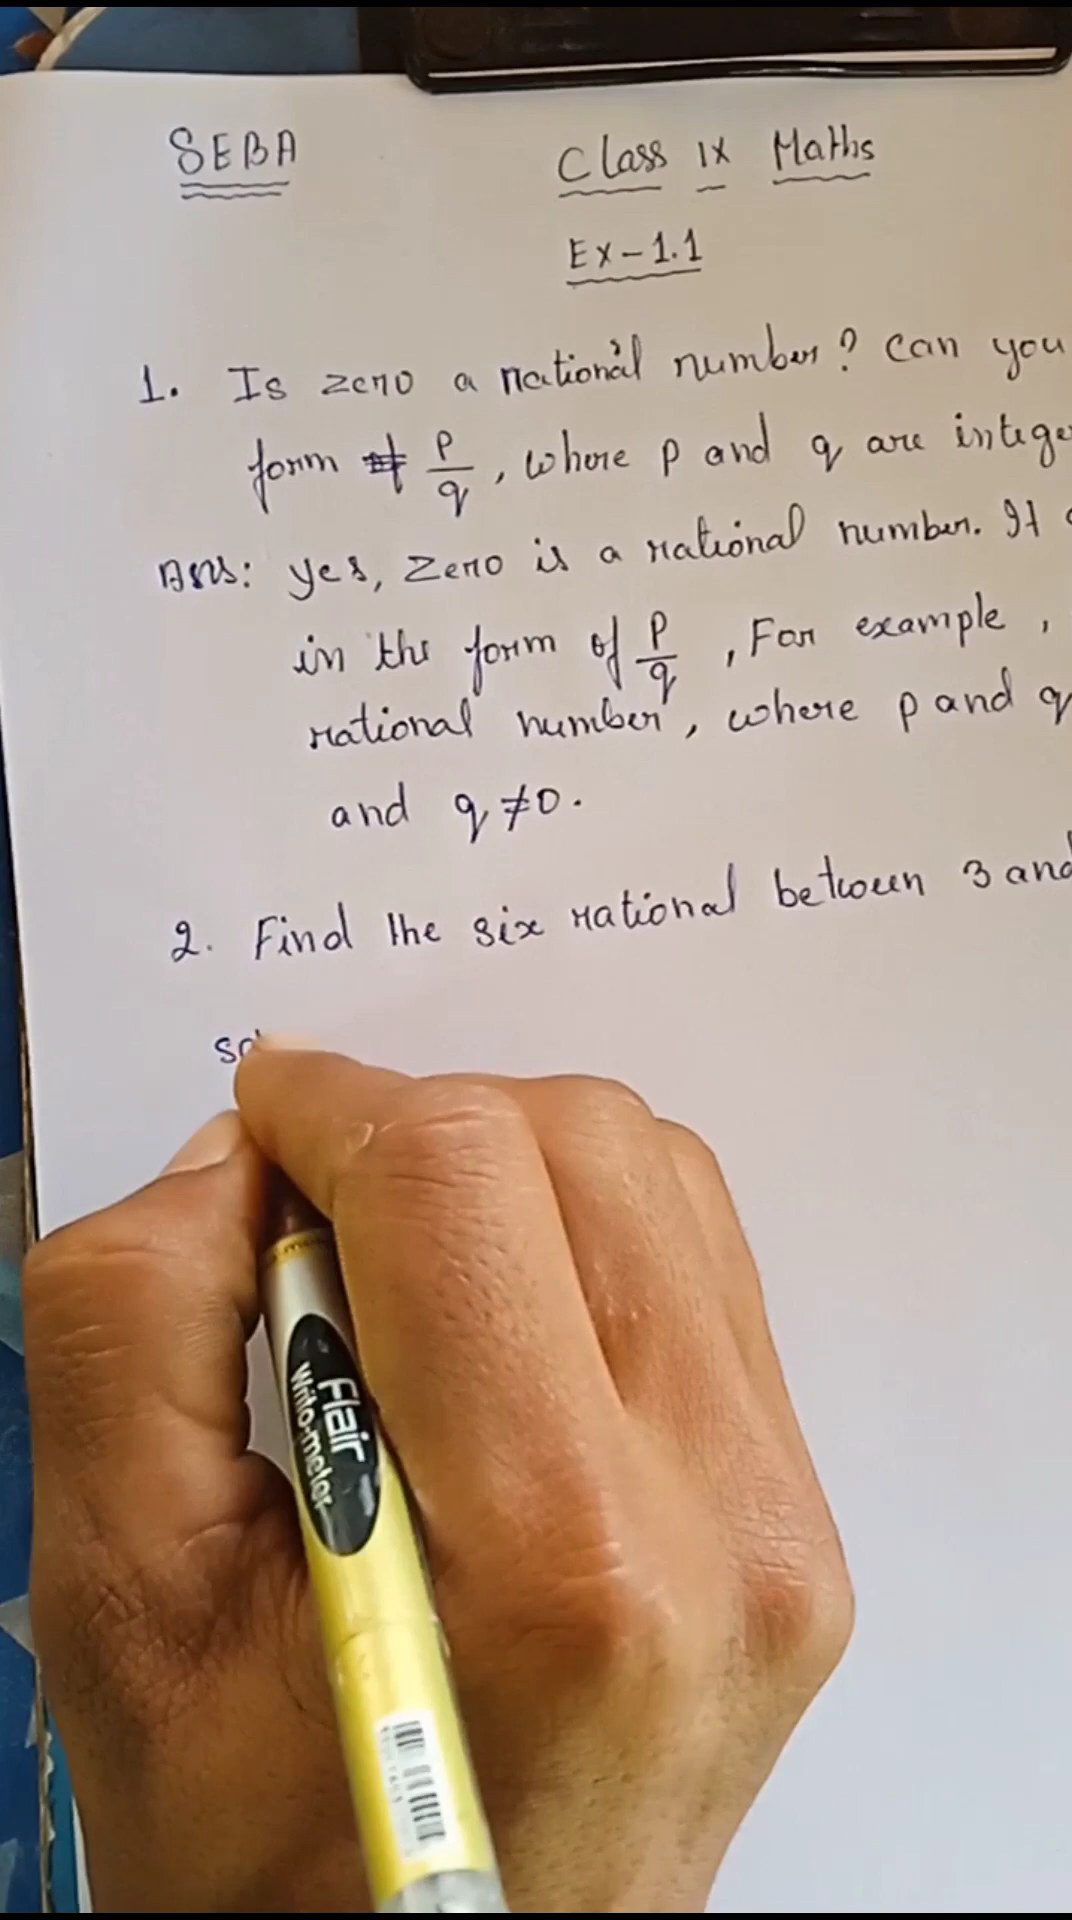 SEBA Class IX Maths
Ex-1.1
1. Is zero a rational number? Can you
form p/q, where p and q are intege
Ans: yes, zero is a rational number. It
in the form of p/q, For example,
rational number, where p and q
and q ≠ 0.
2. Find the six rational between 3 and
Flair
Writo-meter